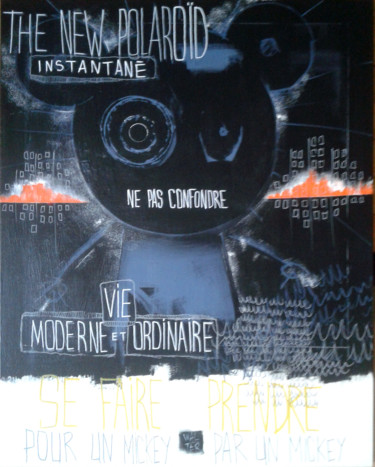 THE NEW POLAROÏD
INSTANTANÉ
NE PAS CONFONDRE
VIE
MODERNE ET ORDINAIRE
SE FAIRE PRENDRE
POUR UN MICKEY PAR UN MICKEY